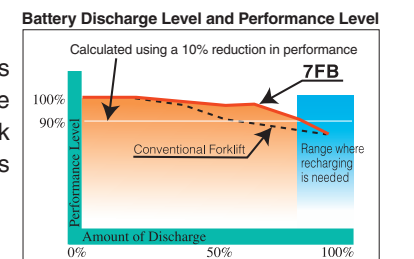 Battery Discharge Level and Performance Level
Calculated using a 10% reduction in performance
s
e
k
s
7FB
100%
90%
Conventional Forklift
Range where
recharging
is needed
Performance Level
Amount of Discharge
0%
50%
100%